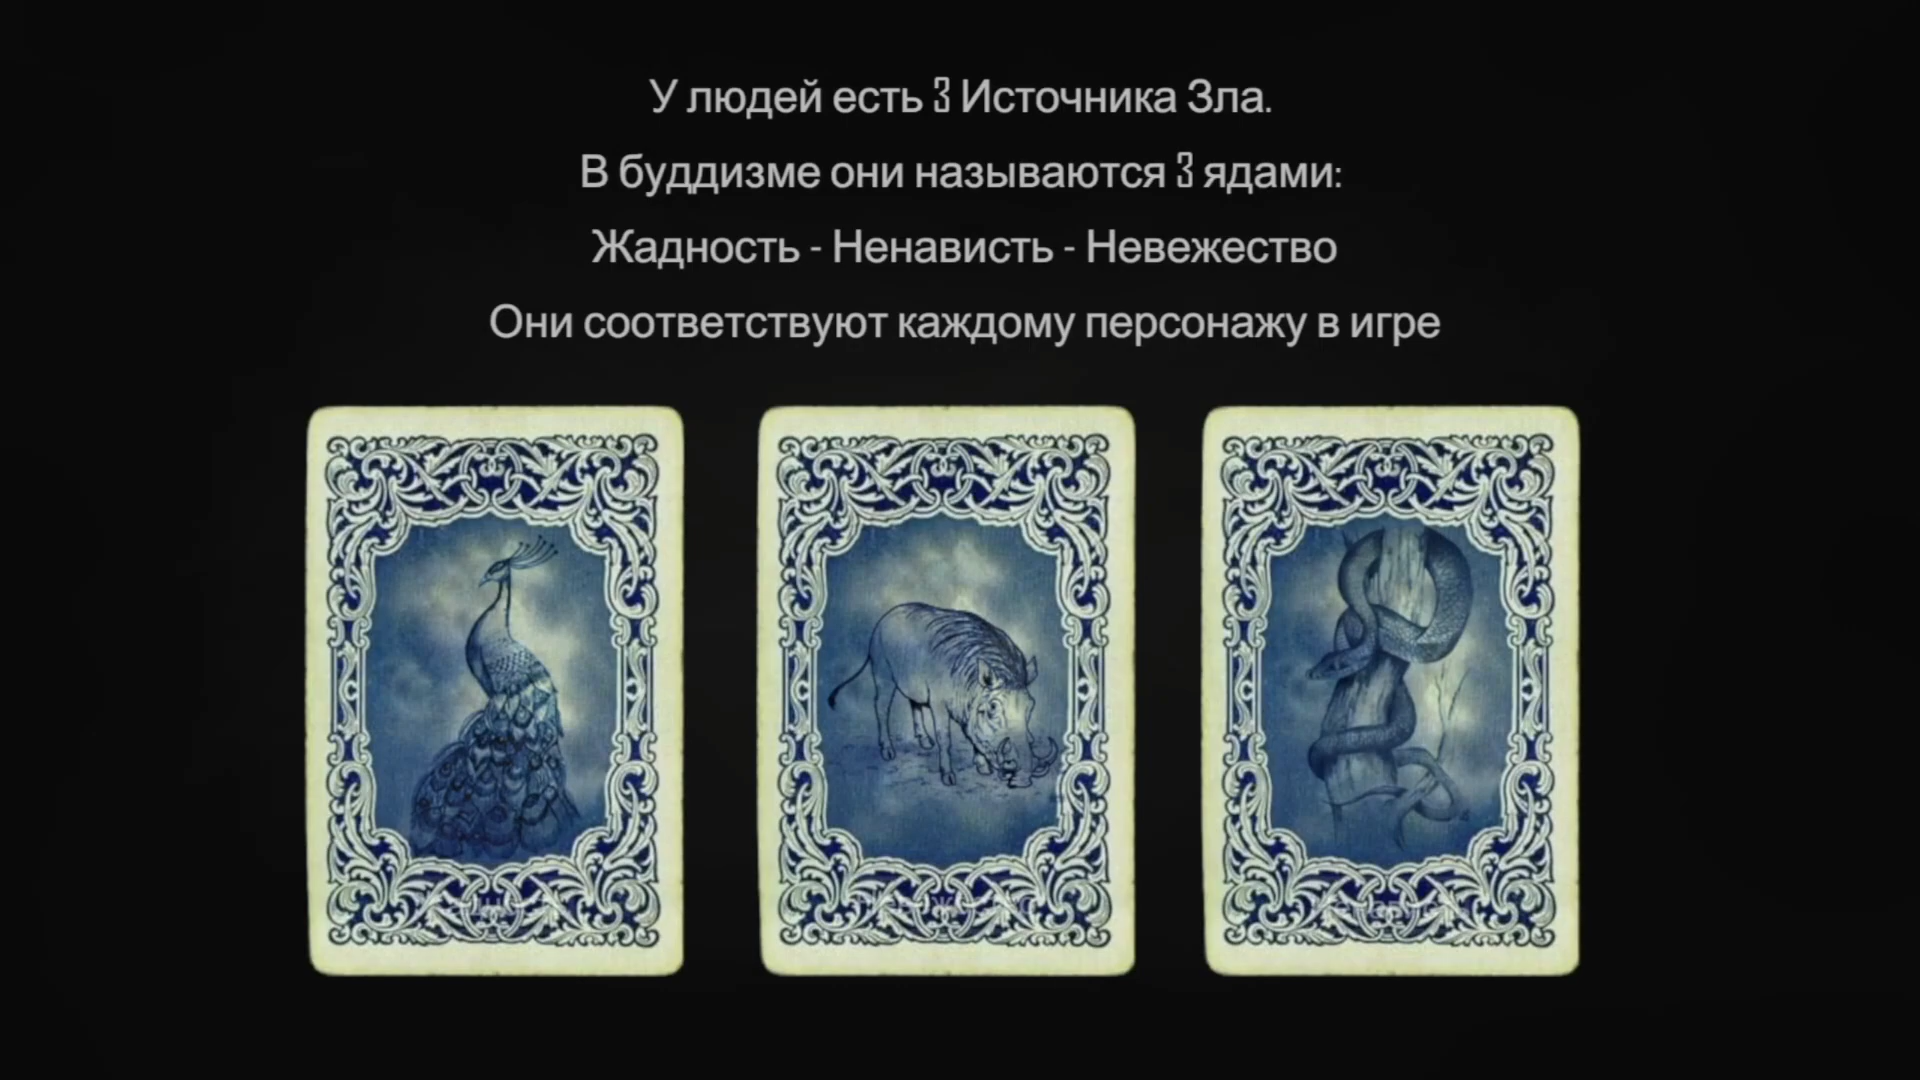 У людей есть 3 Источника Зла.
В буддизме они называются 3 ядами:
Жадность - Ненависть - Невежество
Они соответствуют каждому персонажу в игре